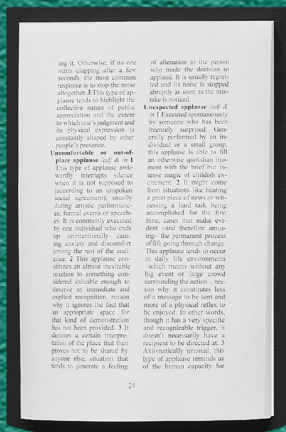 ing it. Otherwise, if no one
starts clapping after a few
seconds, the most common
response is to stop the noise
altogether. 3 This type of ap-
plause tends to highlight the
collective nature of public
appreciation and the extent
to which one's judgment and
its physical expression is
constantly shaped by other
people's presence.
Uncomfortable or out-of-
place applause adj & n 1
This type of applause awk-
wardly interrupts silence
when it is not supposed to
(according to an unspoken
social agreement), usually
during artistic performanc-
es, formal events or speech-
es. It is commonly executed
by one individual who ends
up –unintentionally– caus-
ing anxiety and discomfort
among the rest of the audi-
ence. 2 This applause con-
stitutes an almost inevitable
reaction to something con-
sidered valuable enough to
deserve an immediate and
explicit recognition, reason
why it ignores the fact that
an appropriate space for
that kind of demonstration
has not been provided. 3 It
denotes a certain interpre-
tation of the place that then
proves not to be shared by
anyone else, situation that
tends to generate a feeling
of alienation in the person
who made the decision to
applaud. It is usually regret-
ted and its noise is stopped
abruptly as soon as the mis-
take is noticed.
Unexpected applause adj &
n 1 Executed spontaneously
by someone who has been
intensely surprised. Gen-
erally performed by an in-
dividual or a small group,
this applause is able to fill
an otherwise quotidian mo-
ment with the brief but in-
tense magic of childish ex-
citement. 2 It might come
from situations like hearing
a great piece of news or wit-
nessing a hard task being
accomplished for the first
time, cases that make evi-
dent –and therefore amus-
ing– the permanent process
of life going through change.
This applause tends to occur
in daily life environments
–which means without any
big event or large crowd
surrounding the action–, rea-
son why it constitutes less
of a message to be sent and
more of a physical reflex to
be enjoyed. In other words,
though it has a very specific
and recognizable trigger, it
doesn't necessarily have a
recipient to be directed at. 3
Axiomatically unusual, this
type of applause reminds us
of the human capacity for
24